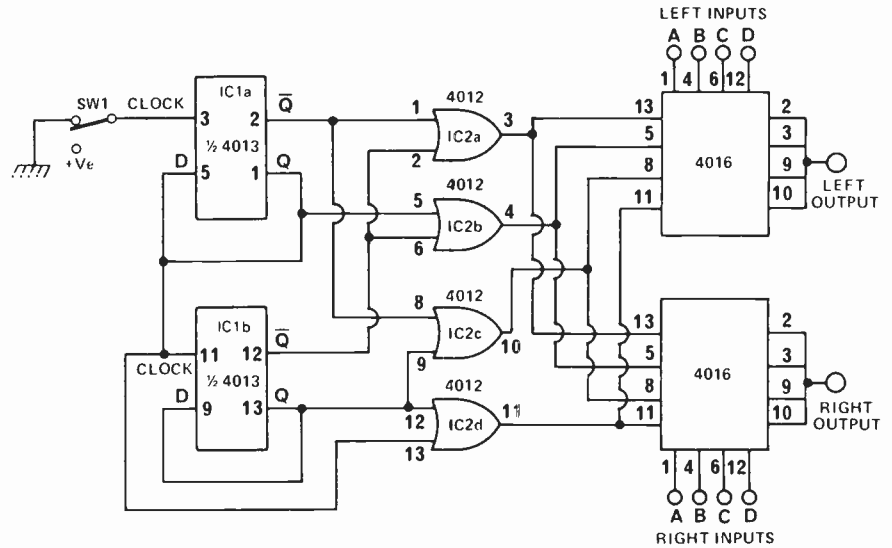 LEFT INPUTS
A B C D
1 4 6 12
SW1 CLOCK
+Ve
IC1a
3 2 Q
½ 4013
D 5 1 Q
4012
1 3
IC2a
2
4012
5 4
IC2b
6
4012
8
IC2c
9 10
4012
12 11
IC2d
13
IC1b
11 12 Q
CLOCK
½ 4013
D 9 13 Q
13 2
5 3
4016
8 9
11 10
LEFT
OUTPUT
13 2
5 3
4016
8 9
11 10
RIGHT
OUTPUT
1 4 6 12
A B C D
RIGHT INPUTS